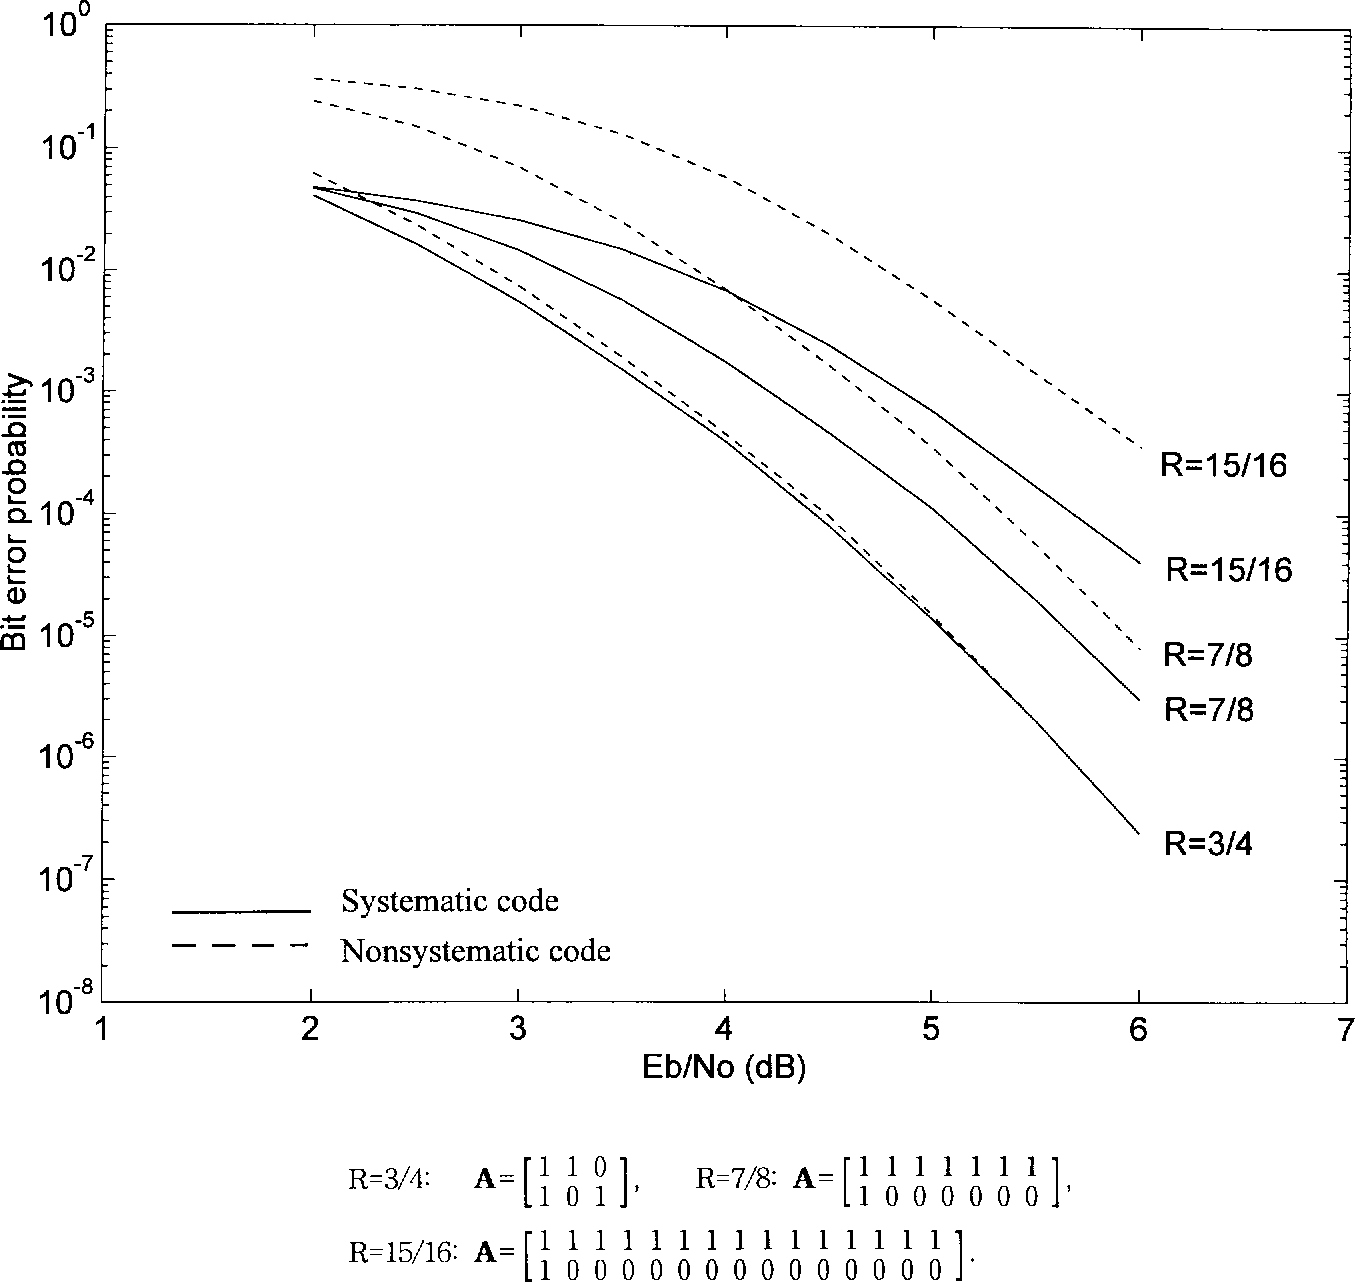 10^0
10^-1
10^-2
10^-3
10^-4
10^-5
10^-6
10^-7
10^-8
Bit error probability
R=15/16
R=15/16
R=7/8
R=7/8
R=3/4
Systematic code
Nonsystematic code
1 2 3 4 5 6 7
Eb/No (dB)
R=3/4: A=[1 1 0
1 0 1], R=7/8: A=[1 1 1 1 1 1 1
1 0 0 0 0 0 0],
R=15/16: A=[1 1 1 1 1 1 1 1 1 1 1 1 1 1 1
1 0 0 0 0 0 0 0 0 0 0 0 0 0 0].